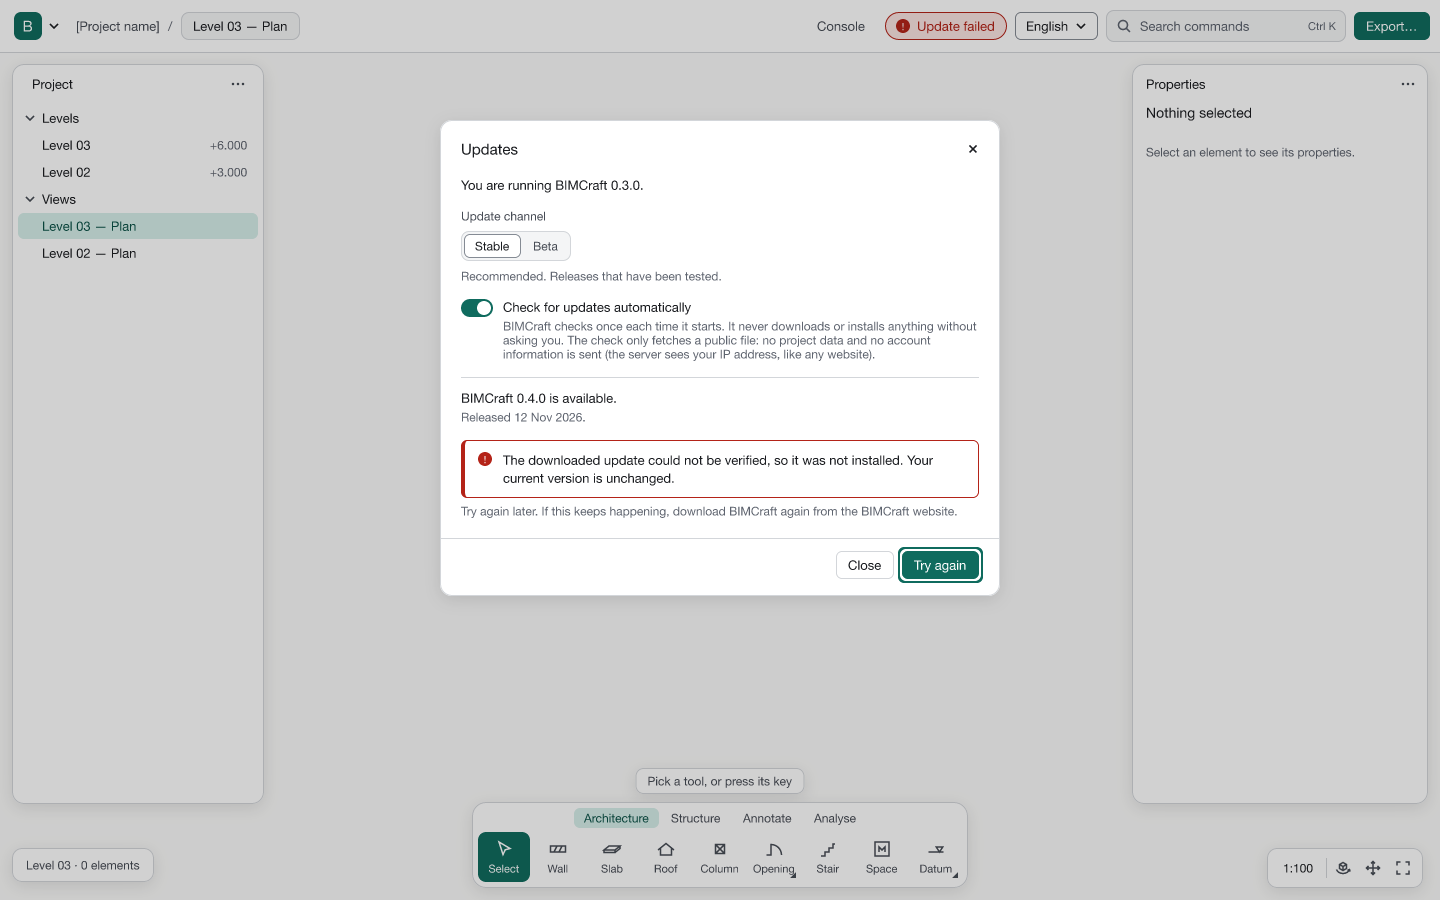 B
[Project name] / Level 03 — Plan
Console
Update failed
English
Search commands Ctrl K
Export...
Project
Levels
Level 03 +6.000
Level 02 +3.000
Views
Level 03 — Plan
Level 02 — Plan
Updates
You are running BIMCraft 0.3.0.
Update channel
Stable Beta
Recommended. Releases that have been tested.
Check for updates automatically
BIMCraft checks once each time it starts. It never downloads or installs anything without
asking you. The check only fetches a public file: no project data and no account
information is sent (the server sees your IP address, like any website).
BIMCraft 0.4.0 is available.
Released 12 Nov 2026.
The downloaded update could not be verified, so it was not installed. Your
current version is unchanged.
Try again later. If this keeps happening, download BIMCraft again from the BIMCraft website.
Close Try again
Properties
Nothing selected
Select an element to see its properties.
Pick a tool, or press its key
Architecture Structure Annotate Analyse
Select Wall Slab Roof Column Opening Stair Space Datum
Level 03 · 0 elements
1:100